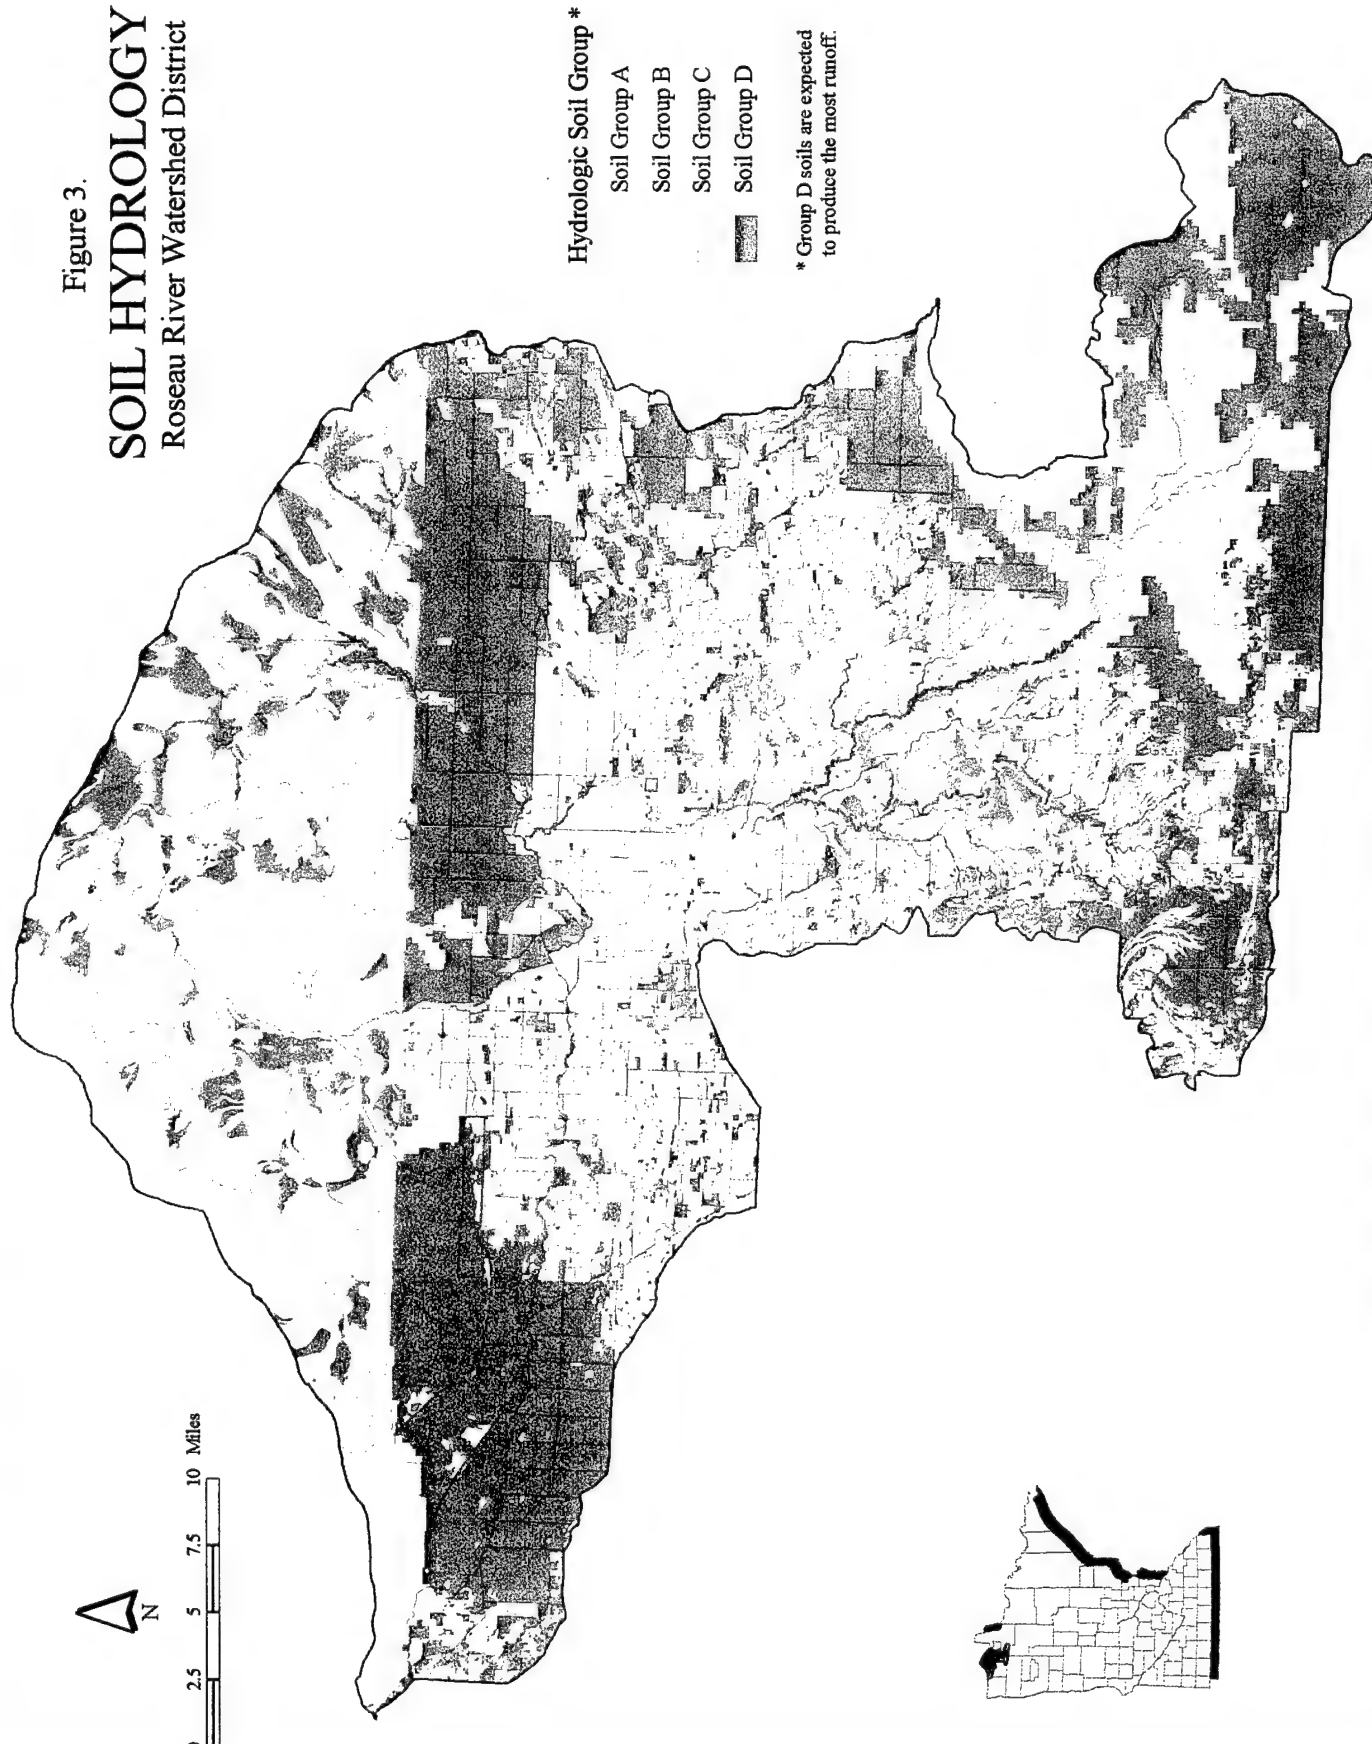 Figure 3.
SOIL HYDROLOGY
Roseau River Watershed District
Hydrologic Soil Group *
Soil Group A
Soil Group B
Soil Group C
Soil Group D
* Group D soils are expected
to produce the most runoff.
N
2.5 5 7.5 10 Miles